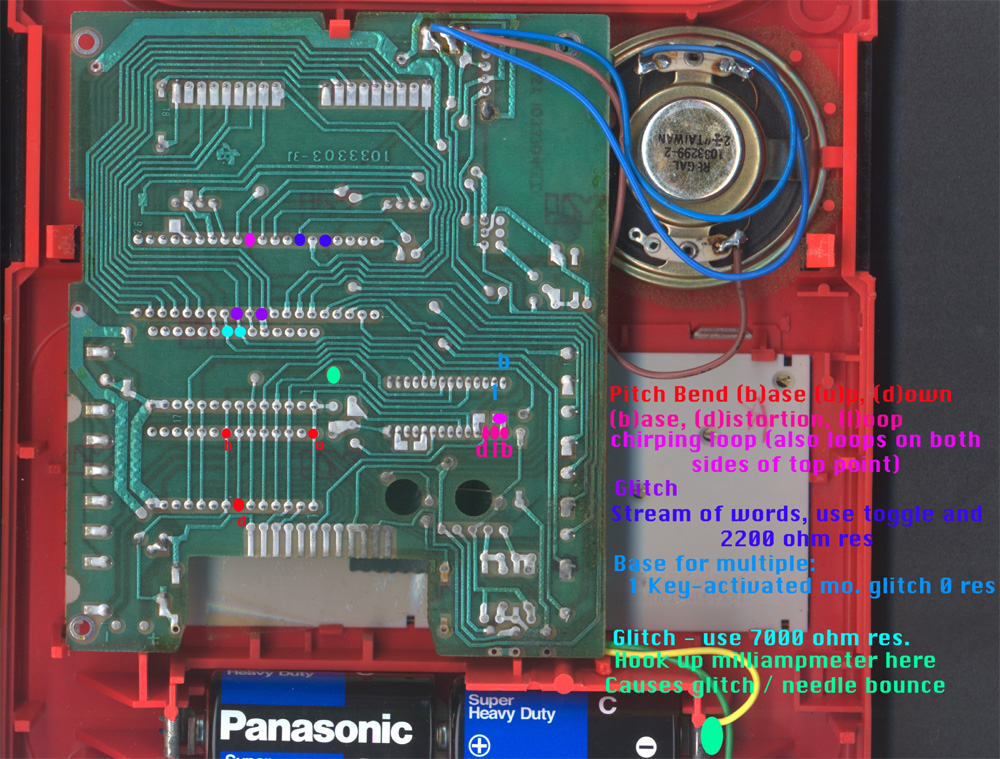 1033303-31
REGAL
1033299-2
TAIWAN
b
1
b
u
d
d l b
Pitch Bend (b)ase (u)p, (d)own
(b)ase, (d)istortion, (l)oop
chirping loop (also loops on both
sides of top point)
Glitch
Stream of words, use toggle and
2200 ohm res
Base for multiple:
1 Key-activated mo. glitch 0 res
Glitch - use 7000 ohm res.
Hook up milliampmeter here
Causes glitch / needle bounce
Heavy Duty
Panasonic
Super
Super
Heavy Duty
C